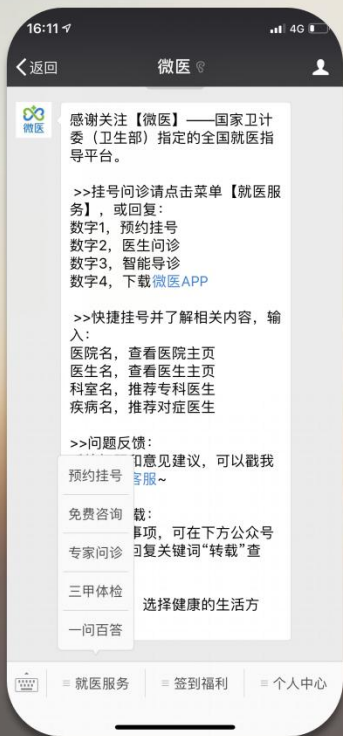 16:11
4G
返回
微医
微医
感谢关注【微医】——国家卫计
委（卫生部）指定的全国就医指
导平台。
>>挂号问诊请点击菜单【就医服
务】，或回复：
数字1，预约挂号
数字2，医生问诊
数字3，智能导诊
数字4，下载微医APP
>>快捷挂号并了解相关内容，输
入：
医院名，查看医院主页
医生名，查看医生主页
科室名，推荐专科医生
疾病名，推荐对症医生
>>问题反馈：
和意见建议，可以戳我
客服~
载：
事项，可在下方公众号
回复关键词“转载”查
选择健康的生活方
预约挂号
免费咨询
专家问诊
三甲体检
一问百答
就医服务
签到福利
个人中心